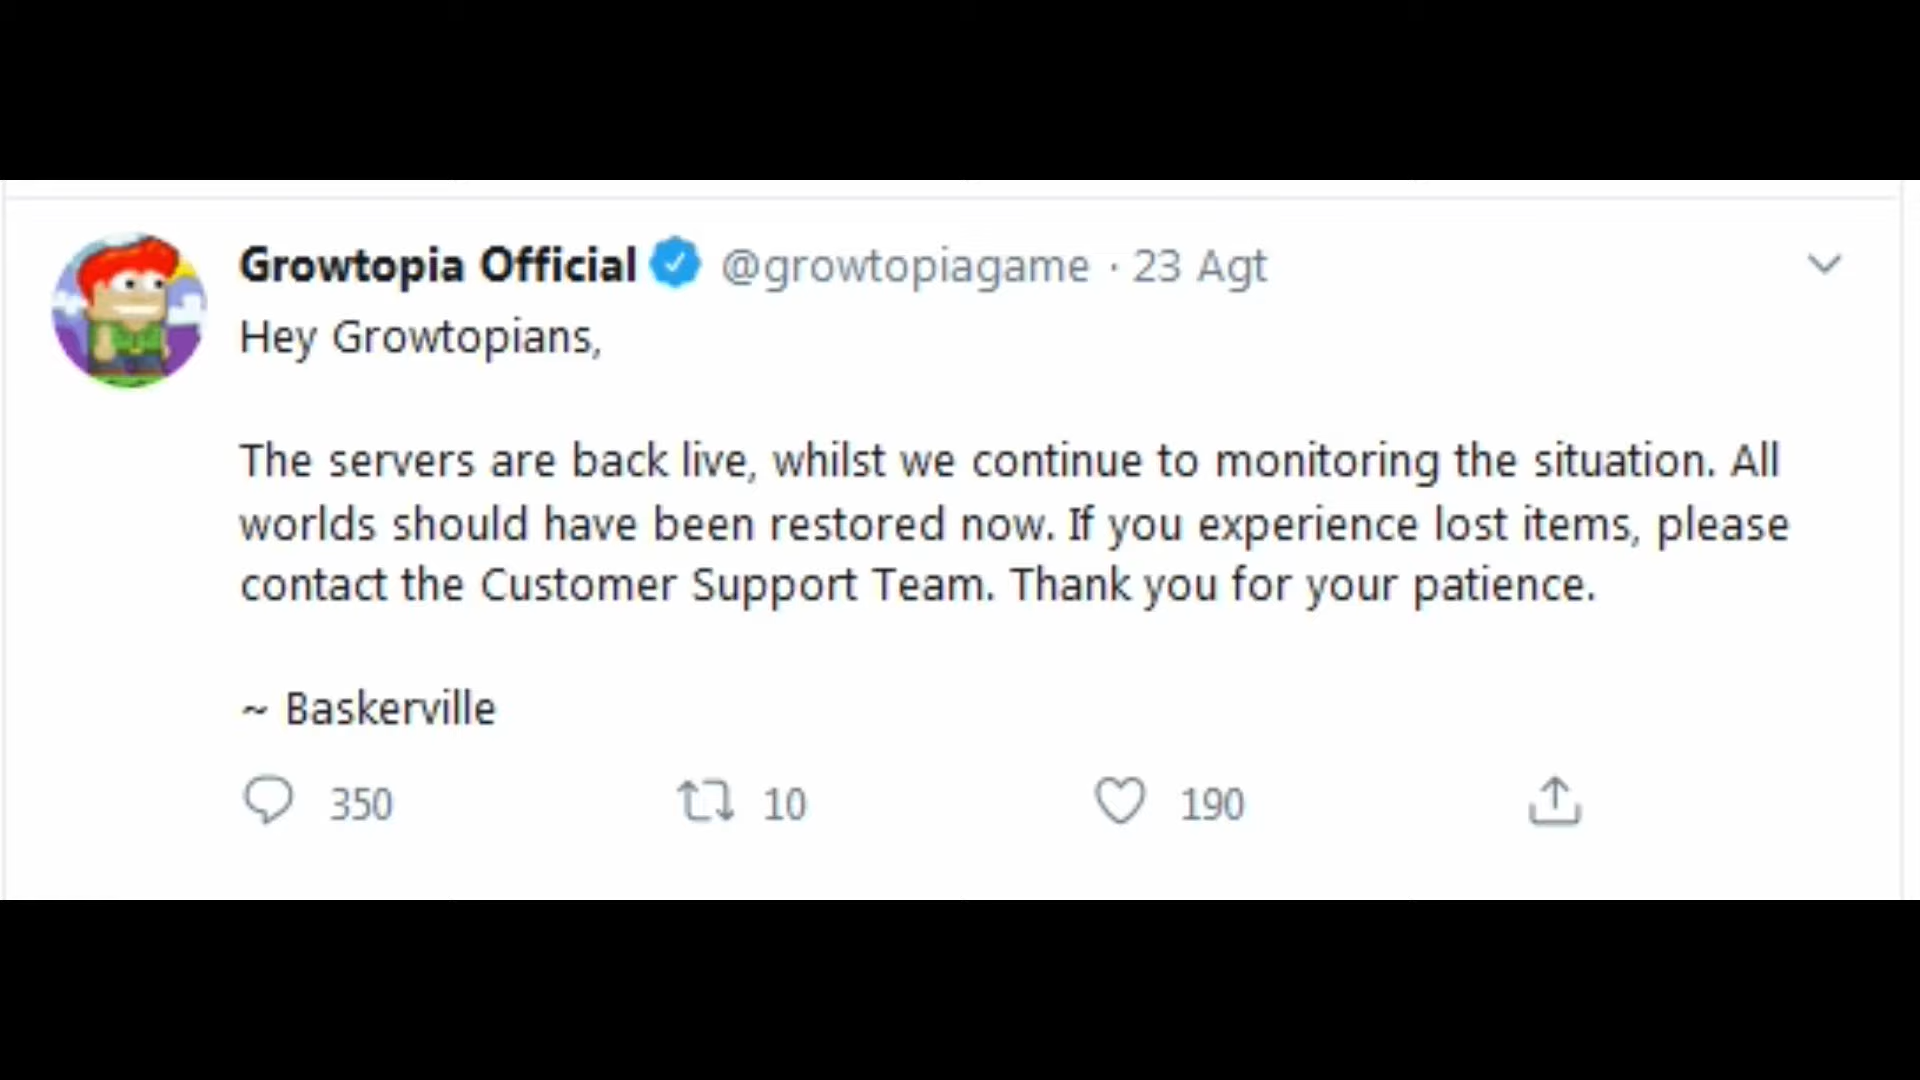 Growtopia Official @growtopiagame · 23 Agt
Hey Growtopians,
The servers are back live, whilst we continue to monitoring the situation. All
worlds should have been restored now. If you experience lost items, please
contact the Customer Support Team. Thank you for your patience.
~ Baskerville
350 10 190